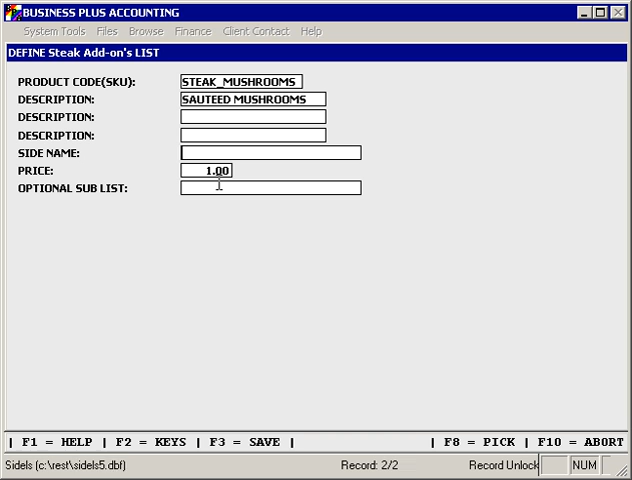 BUSINESS PLUS ACCOUNTING
System Tools Files Browse Finance Client Contact Help
DEFINE Steak Add-on's LIST
PRODUCT CODE(SKU): STEAK_MUSHROOMS
DESCRIPTION: SAUTEED MUSHROOMS
DESCRIPTION:
DESCRIPTION:
SIDE NAME:
PRICE: 1.00
OPTIONAL SUB LIST:
| F1 = HELP | F2 = KEYS | F3 = SAVE | | F8 = PICK | F10 = ABORT
Sidels (c:\rest\sidels5.dbf) Record: 2/2 Record Unlock NUM